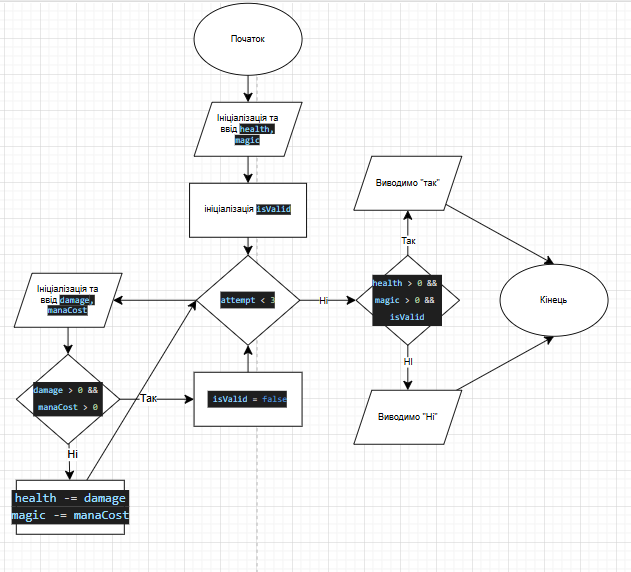 Початок
Ініціалізація та
ввід health,
magic
ініціалізація isValid
Виводимо "так"
Так
Ініціалізація та
ввід damage,
manaCost
attempt < 3
Ні
health > 0 &&
magic > 0 &&
isValid
Кінець
НІ
damage > 0 &&
manaCost > 0
Так
isValid = false
Виводимо "Ні"
Ні
health -= damage
magic -= manaCost